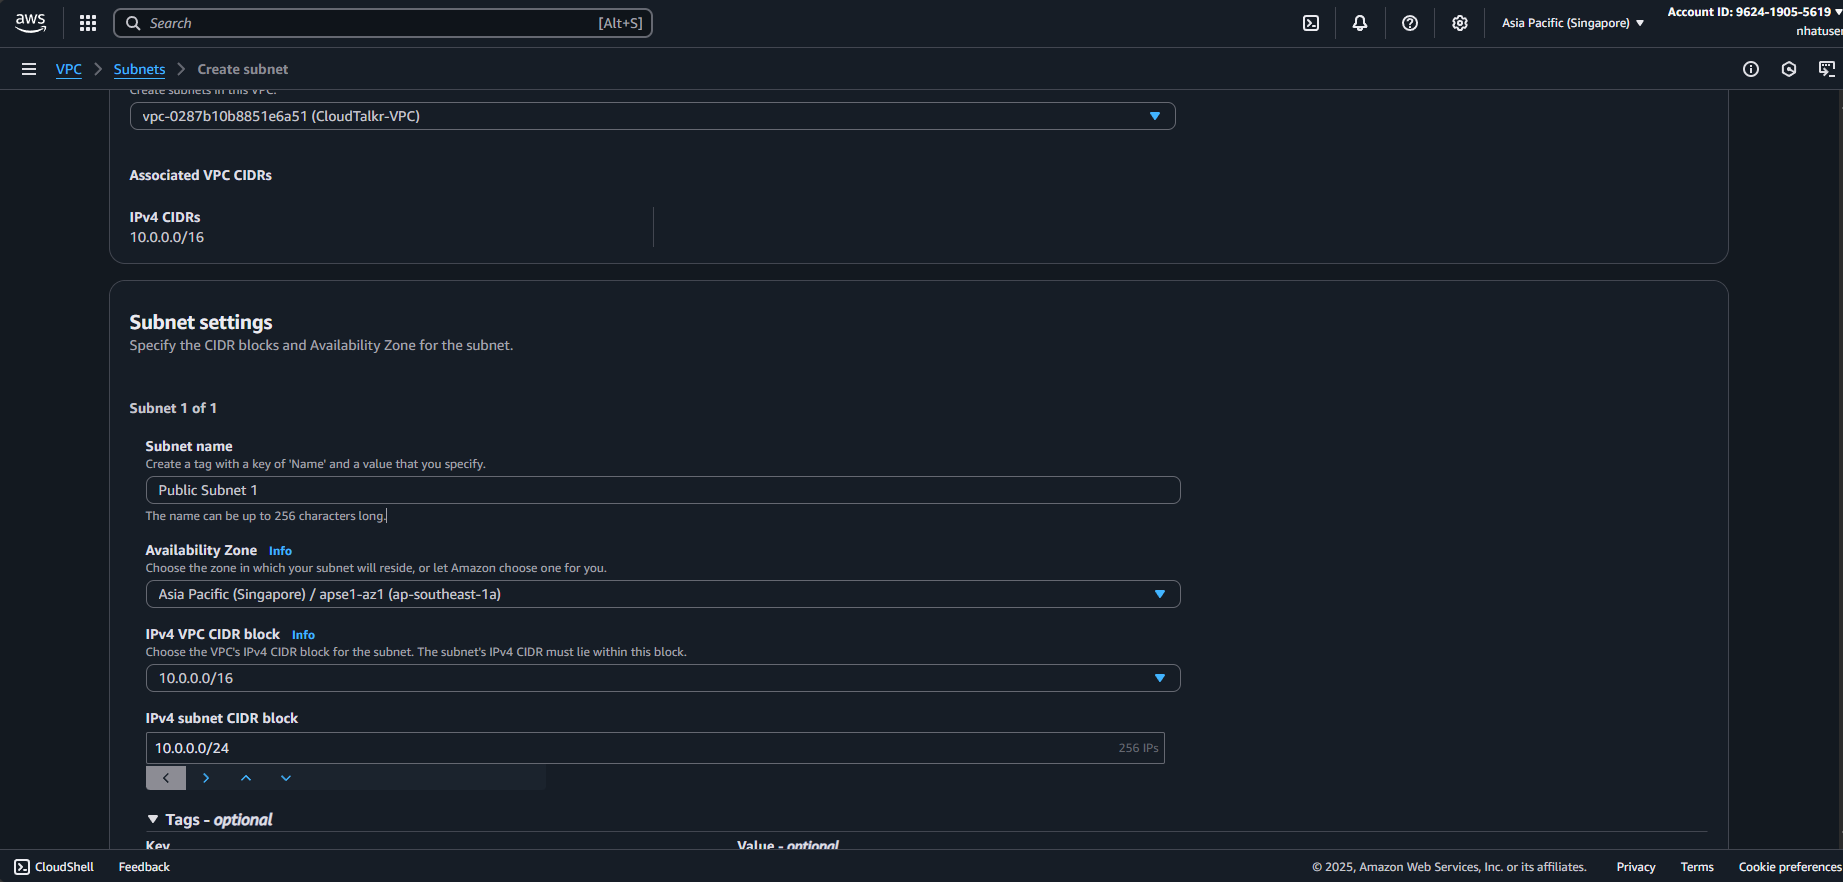 aws
Search [Alt+S]
Asia Pacific (Singapore)
Account ID: 9624-1905-5619
nhatuser
VPC > Subnets > Create subnet
Create subnets in this VPC.
vpc-0287b10b8851e6a51 (CloudTalkr-VPC)
Associated VPC CIDRs
IPv4 CIDRs
10.0.0.0/16
Subnet settings
Specify the CIDR blocks and Availability Zone for the subnet.
Subnet 1 of 1
Subnet name
Create a tag with a key of 'Name' and a value that you specify.
Public Subnet 1
The name can be up to 256 characters long.
Availability Zone Info
Choose the zone in which your subnet will reside, or let Amazon choose one for you.
Asia Pacific (Singapore) / apse1-az1 (ap-southeast-1a)
IPv4 VPC CIDR block Info
Choose the VPC's IPv4 CIDR block for the subnet. The subnet's IPv4 CIDR must lie within this block.
10.0.0.0/16
IPv4 subnet CIDR block
10.0.0.0/24 256 IPs
Tags - optional
Key Value - optional
CloudShell Feedback © 2025, Amazon Web Services, Inc. or its affiliates. Privacy Terms Cookie preferences